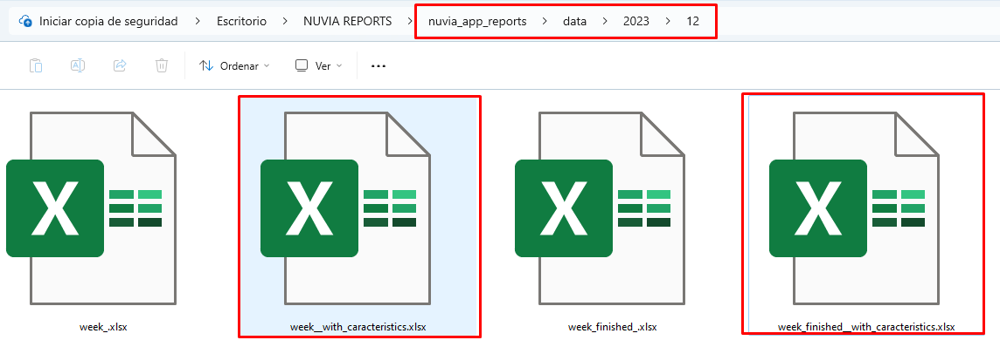 Iniciar copia de seguridad > Escritorio > NUVIA REPORTS > nuvia_app_reports > data > 2023 > 12
Ordenar Ver ...
week_.xlsx week__with_caracteristics.xlsx week_finished_.xlsx week_finished__with_caracteristics.xlsx